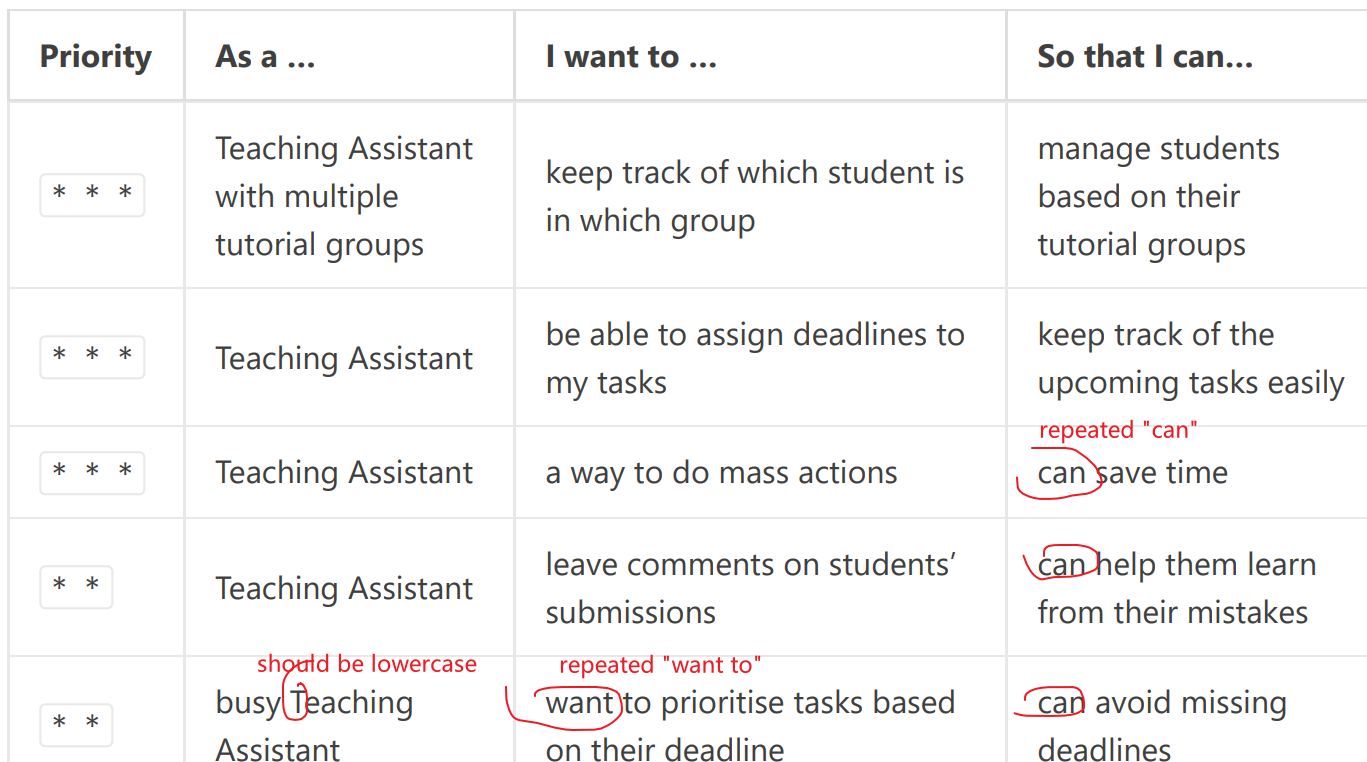 Priority As a ... I want to ... So that I can...
Teaching Assistant
with multiple
tutorial groups
* * *
keep track of which student is
in which group
manage students
based on their
tutorial groups
* * *
Teaching Assistant
be able to assign deadlines to
my tasks
keep track of the
upcoming tasks easily
repeated "can"
* * *
Teaching Assistant
a way to do mass actions
can save time
* *
Teaching Assistant
leave comments on students’
submissions
can help them learn
from their mistakes
should be lowercase
repeated "want to"
* *
busy Teaching
Assistant
want to prioritise tasks based
on their deadline
can avoid missing
deadlines